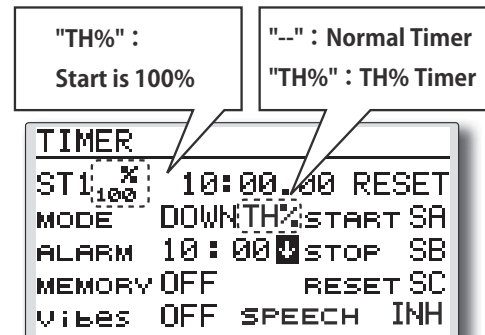 "TH%" :
Start is 100%
"--" : Normal Timer
"TH%" : TH% Timer
TIMER
ST1 % 100 10:00.00 RESET
MODE DOWN TH% START SA
ALARM 10:00 ↓ STOP SB
MEMORY OFF RESET SC
Vibes OFF SPEECH INH